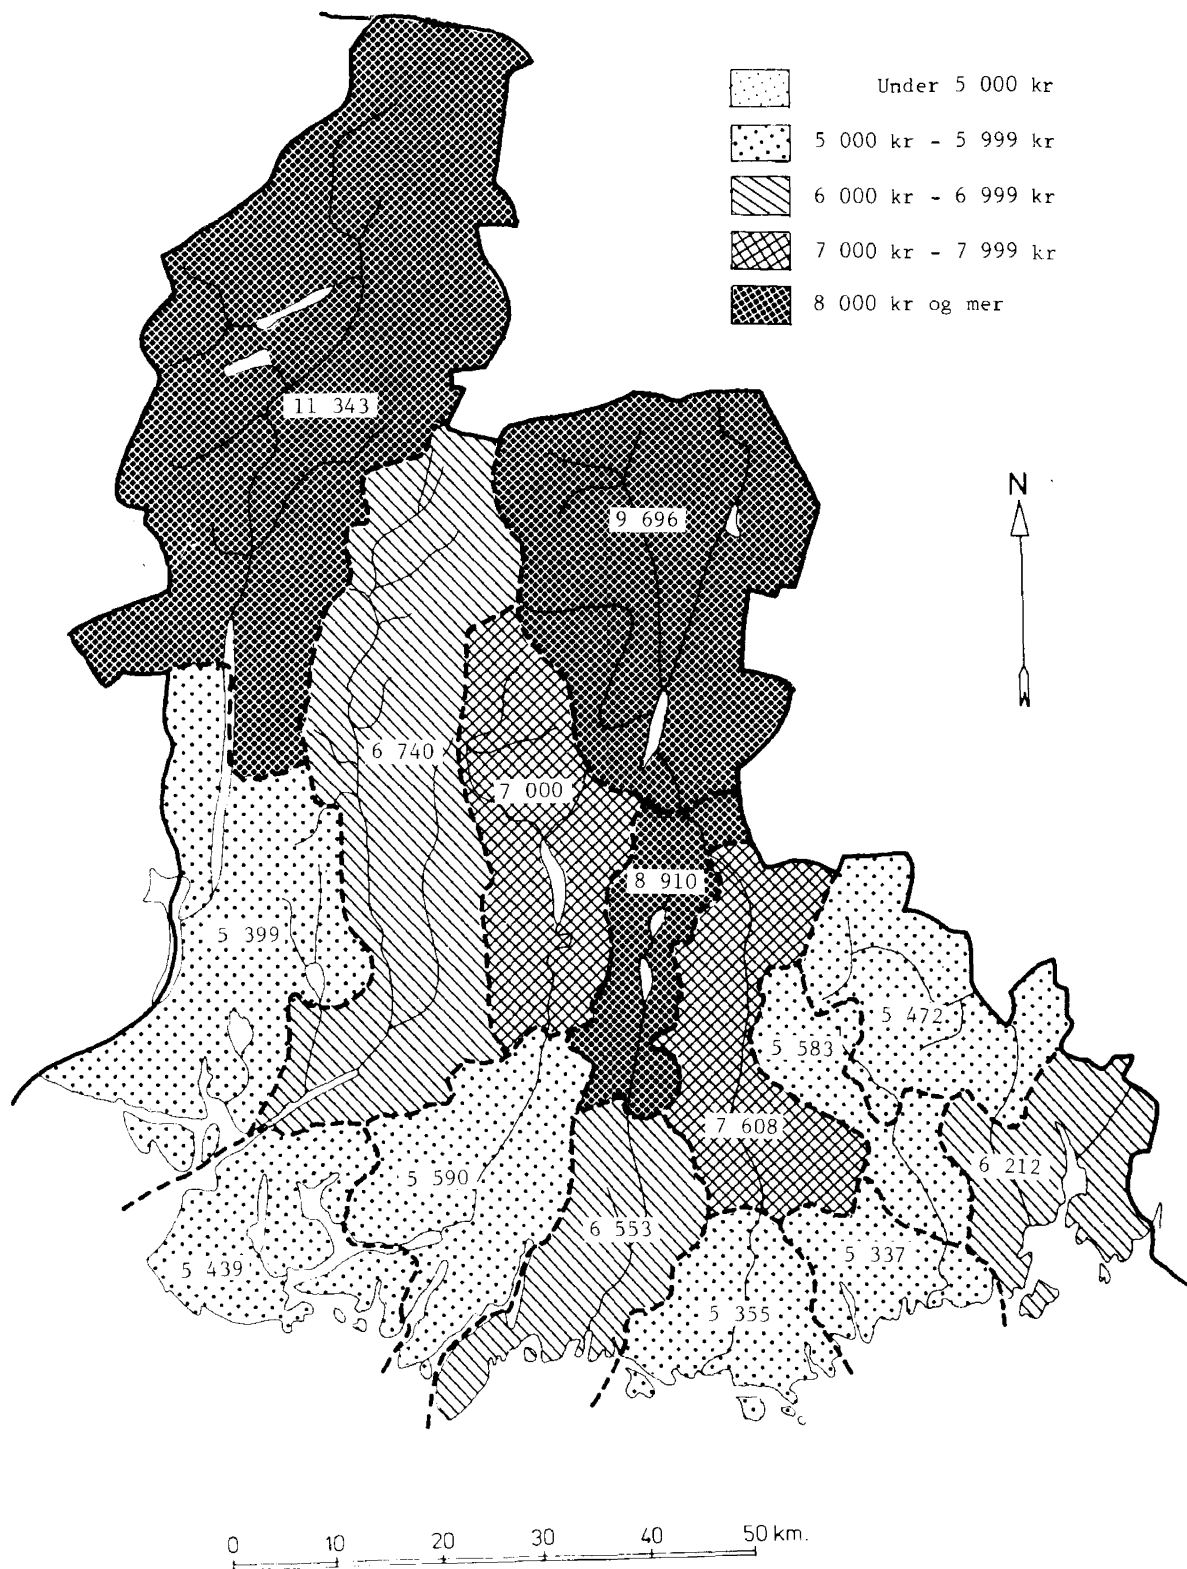 Under 5 000 kr
5 000 kr - 5 999 kr
6 000 kr - 6 999 kr
7 000 kr - 7 999 kr
8 000 kr og mer
11 343
N
9 696
6 740
7 000
8 910
5 399
5 472
5 583
7 608
6 212
5 590
6 553
5 337
5 439
5 355
0 10 20 30 40 50 km.